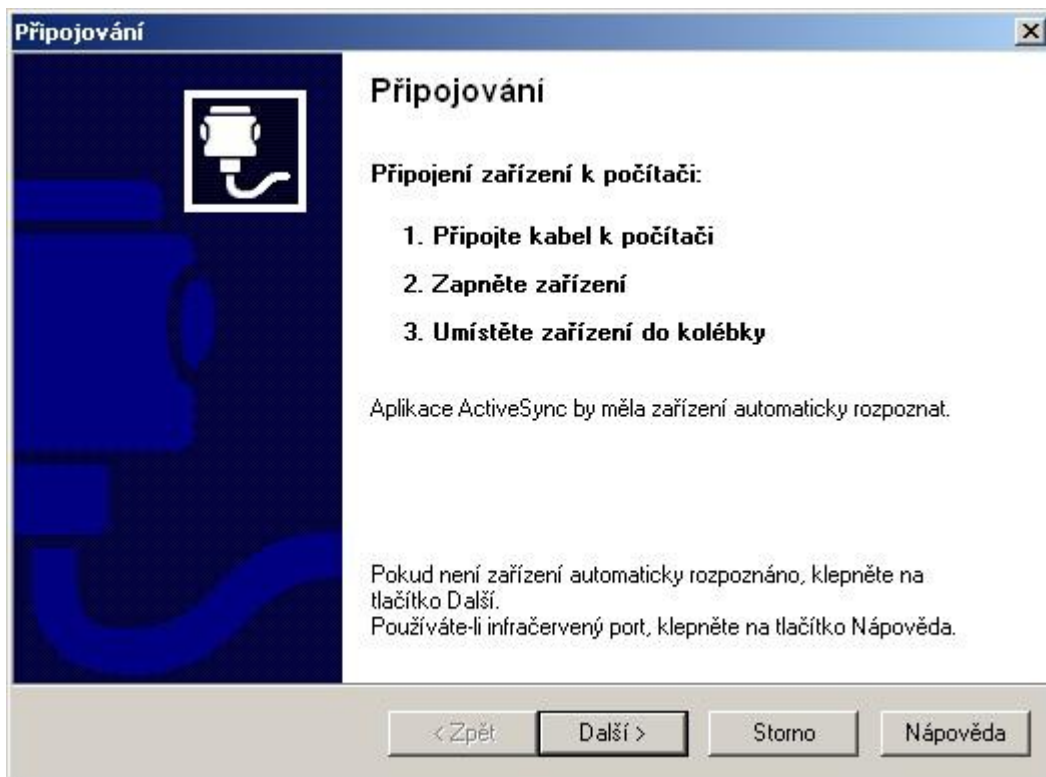 Připojování
Připojování
Připojení zařízení k počítači:
1. Připojte kabel k počítači
2. Zapněte zařízení
3. Umístěte zařízení do kolébky
Aplikace ActiveSync by měla zařízení automaticky rozpoznat.
Pokud není zařízení automaticky rozpoznáno, klepněte na
tlačítko Další.
Používáte-li infračervený port, klepněte na tlačítko Nápověda.
< Zpět Další > Storno Nápověda